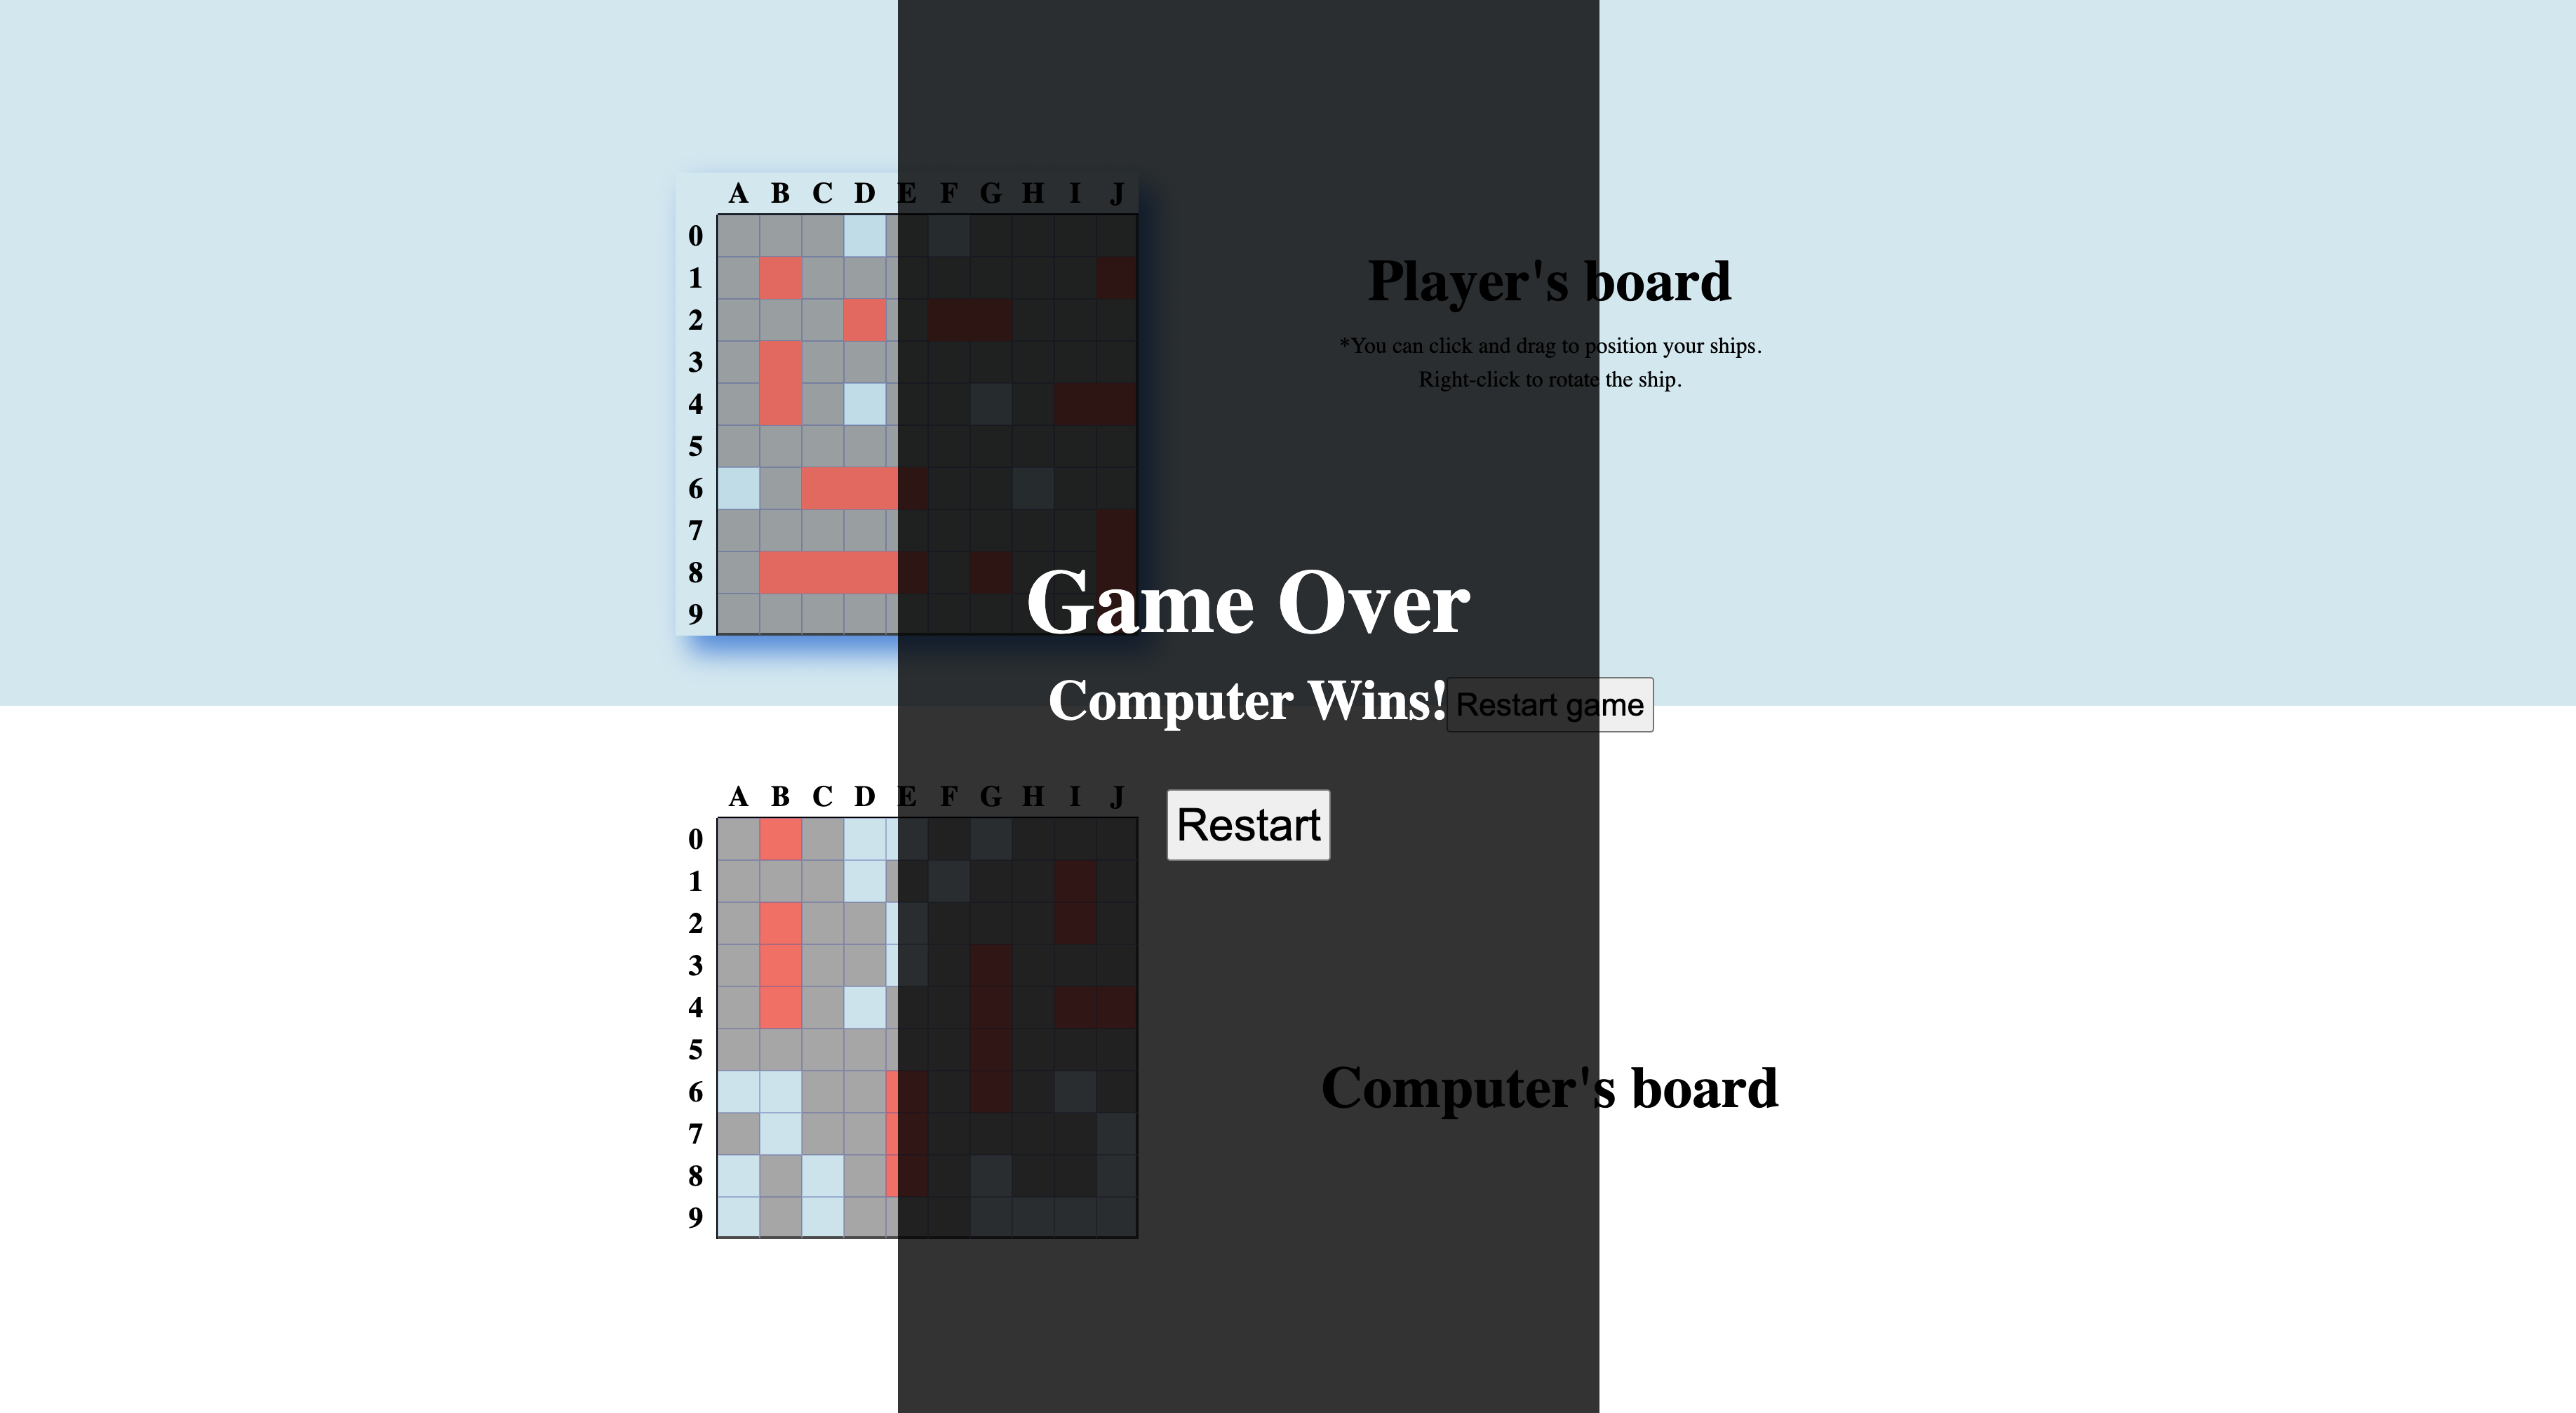 A B C D E F G H I J
0
1
2
3
4
5
6
7
8
9
Player's board
*You can click and drag to position your ships.
Right-click to rotate the ship.
Game Over
Computer Wins!
Restart game
Restart
A B C D E F G H I J
0
1
2
3
4
5
6
7
8
9
Computer's board